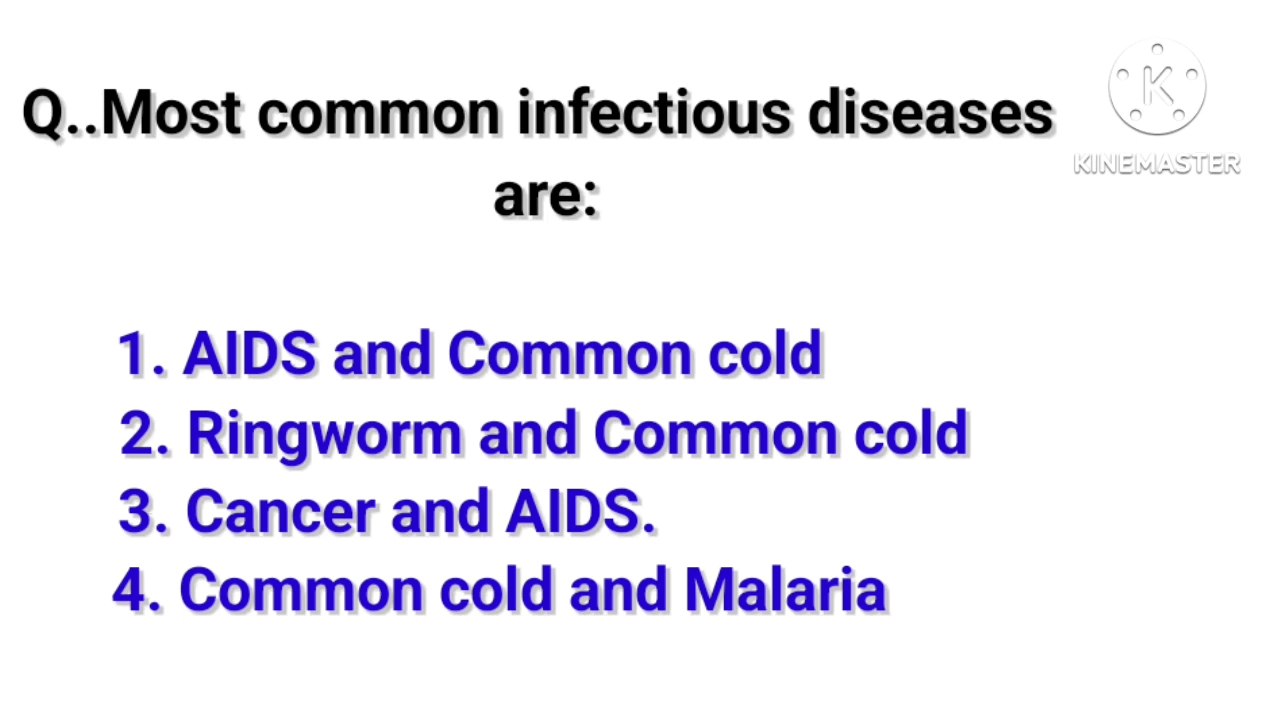 Q..Most common infectious diseases
are:
K
KINEMASTER
1. AIDS and Common cold
2. Ringworm and Common cold
3. Cancer and AIDS.
4. Common cold and Malaria